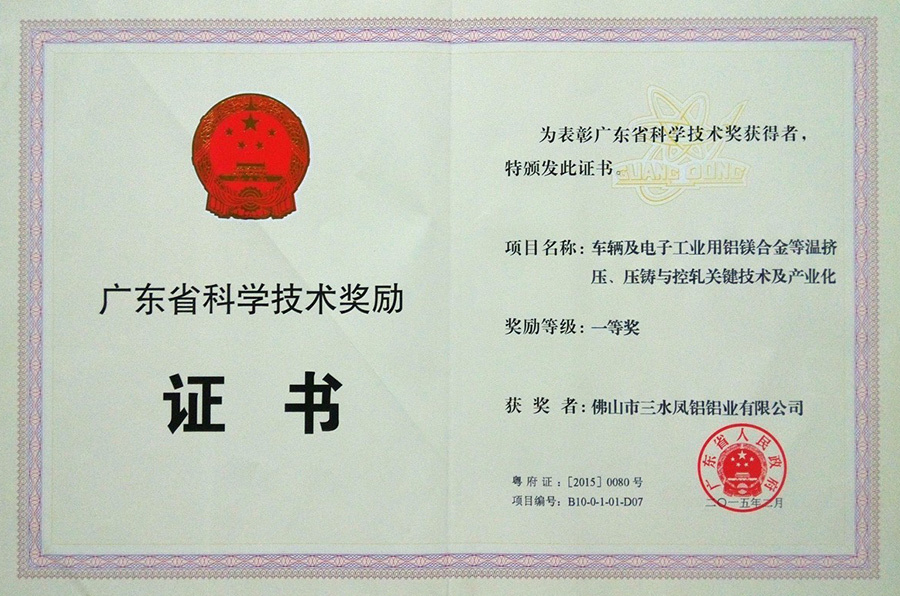 广东省科学技术奖励
证 书
为表彰广东省科学技术奖获得者，
特颁发此证书。
GUANG DONG
项目名称：车辆及电子工业用铝镁合金等温挤
压、压铸与控轧关键技术及产业化
奖励等级：一等奖
获 奖 者：佛山市三水凤铝铝业有限公司
广东省人民政府
粤府证：［2015］0080号
项目编号：B10-0-1-01-D07
二〇一五年二月